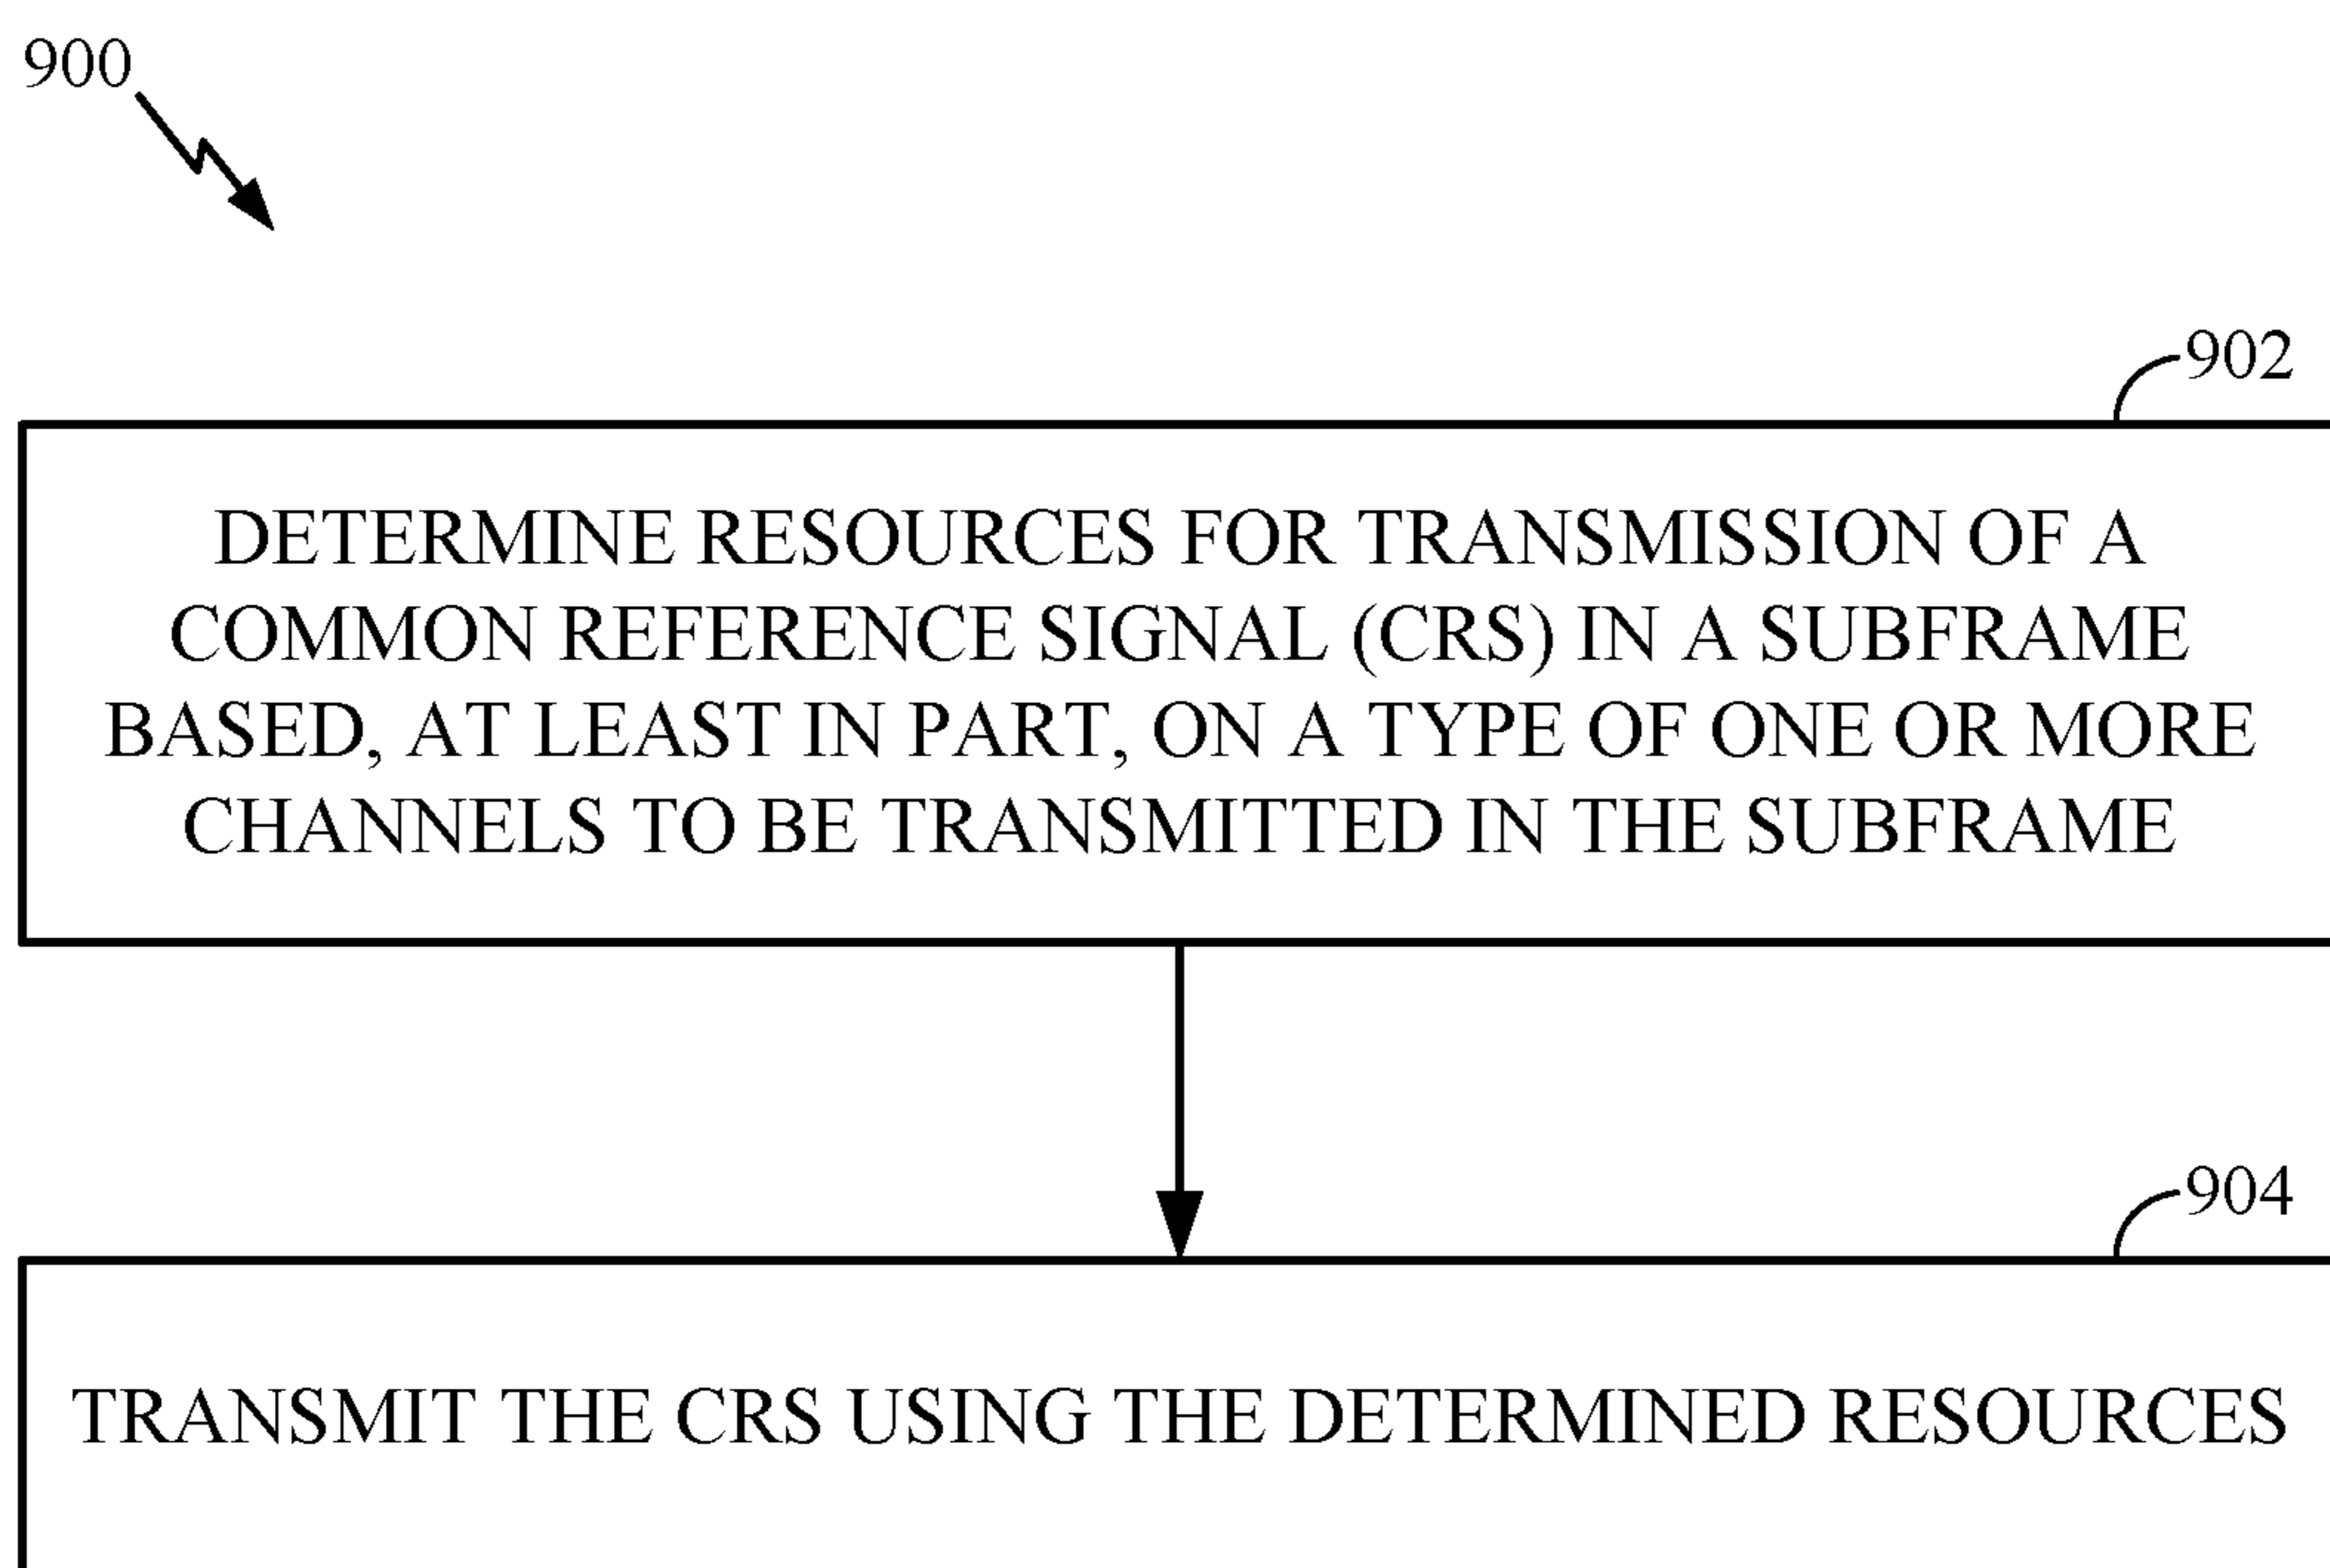 900
902
DETERMINE RESOURCES FOR TRANSMISSION OF A
COMMON REFERENCE SIGNAL (CRS) IN A SUBFRAME
BASED, AT LEAST IN PART, ON A TYPE OF ONE OR MORE
CHANNELS TO BE TRANSMITTED IN THE SUBFRAME
904
TRANSMIT THE CRS USING THE DETERMINED RESOURCES